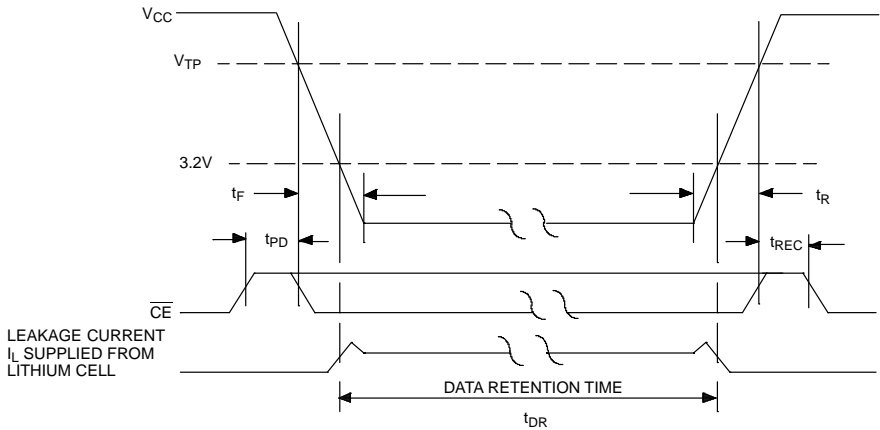 VCC
VTP
3.2V
tF
tR
tPD
tREC
CE
LEAKAGE CURRENT
IL SUPPLIED FROM
LITHIUM CELL
DATA RETENTION TIME
tDR